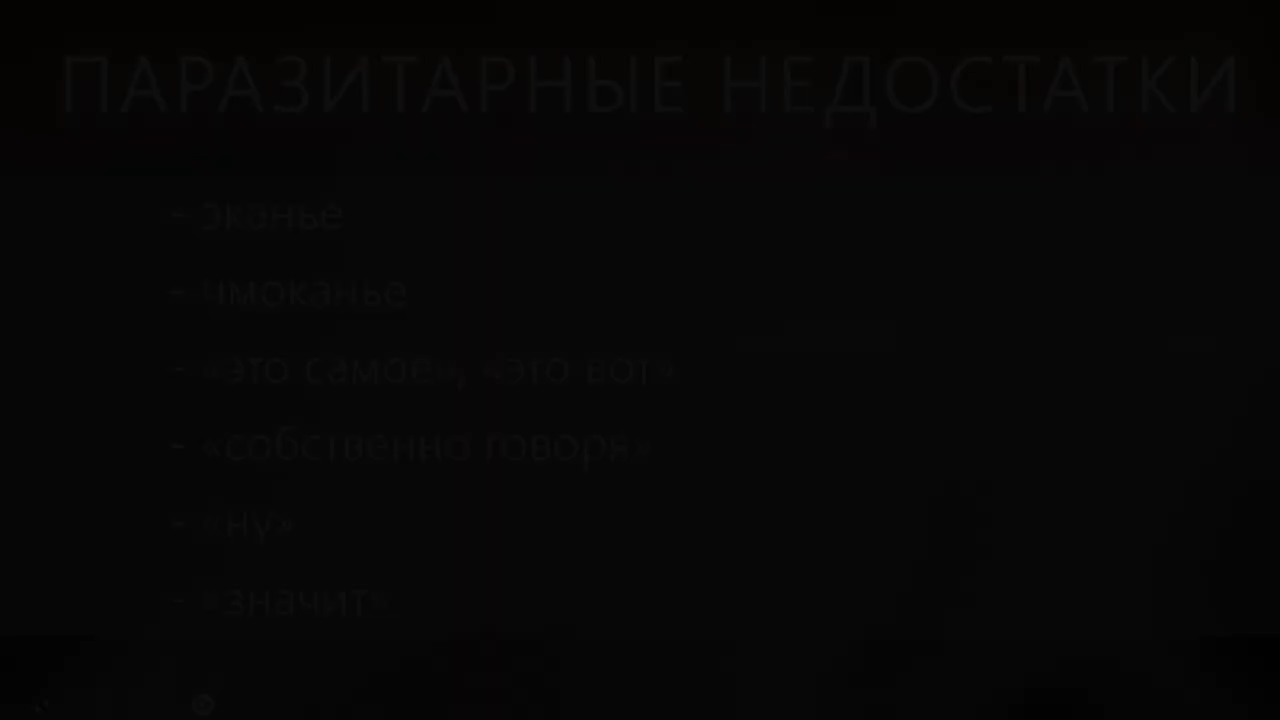 ПАРАЗИТАРНЫЕ НЕДОСТАТКИ
- эканье
- чмоканье
- «это самое», «это вот»
- «собственно говоря»
- «ну»
- «значит»